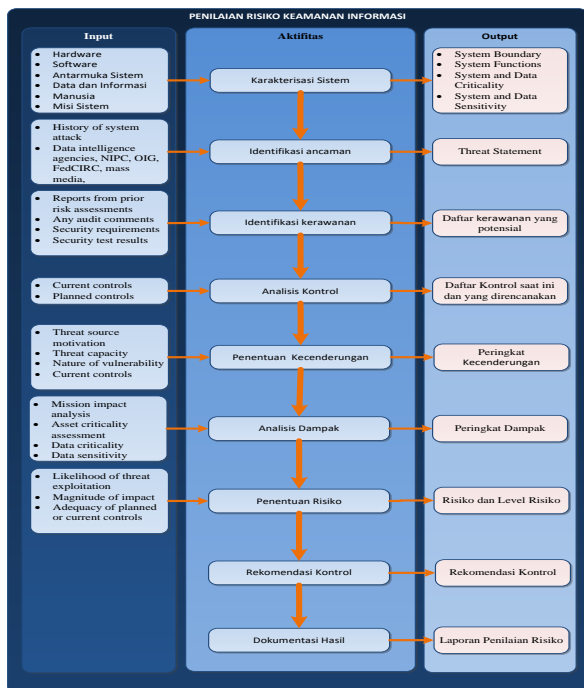 PENILAIAN RISIKO KEAMANAN INFORMASI
Input
Aktifitas
Output
• Hardware
• Software
• Antarmuka Sistem
• Data dan Informasi
• Manusia
• Misi Sistem
Karakterisasi Sistem
• System Boundary
• System Functions
• System and Data
Criticality
• System and Data
Sensitivity
• History of system
attack
• Data intelligence
agencies, NIPC, OIG,
FedCIRC, mass
media,
Identifikasi ancaman
Threat Statement
• Reports from prior
risk assessments
• Any audit comments
• Security requirements
• Security test results
Identifikasi kerawanan
Daftar kerawanan yang
potensial
• Current controls
• Planned controls
Analisis Kontrol
Daftar Kontrol saat ini
dan yang direncanakan
• Threat source
motivation
• Threat capacity
• Nature of vulnerability
• Current controls
Penentuan Kecenderungan
Peringkat
Kecenderungan
• Mission impact
analysis
• Asset criticality
assessment
• Data criticality
• Data sensitivity
Analisis Dampak
Peringkat Dampak
• Likelihood of threat
exploitation
• Magnitude of impact
• Adequacy of planned
or current controls
Penentuan Risiko
Risiko dan Level Risiko
Rekomendasi Kontrol
Rekomendasi Kontrol
Dokumentasi Hasil
Laporan Penilaian Risiko